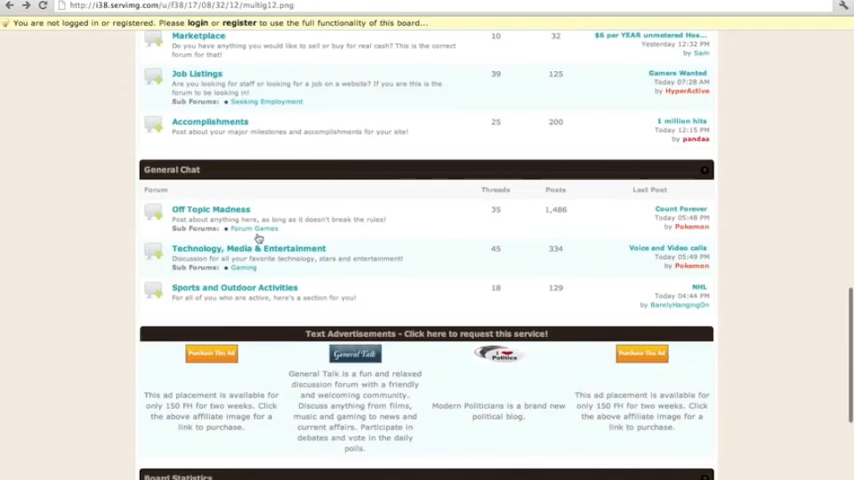 i38.servimg.com/u/f38/17/08/32/12/multig12.png
You are not logged in or registered. Please login or register to use the full functionality of this board...
Marketplace
10
32
$6 per YEAR unmetered Hos...
Do you have anything you would like to sell or buy for real cash? This is the correct
forum for that!
Yesterday 12:32 PM
by Sam
Job Listings
39
125
Gamers Wanted
Are you looking for staff or looking for a job on a website? If you are this is the
forum to be looking in!
Today 07:28 AM
by HyperActive
Sub Forums: Seeking Employment
Accomplishments
25
200
1 million hits
Post about your major milestones and accomplishments for your site!
Today 12:15 PM
by pandaa
General Chat
Forum
Threads
Posts
Last Post
Off Topic Madness
35
1,486
Count Forever
Post about anything here, as long as it doesn't break the rules!
Today 05:48 PM
Sub Forums: Forum Games
by Pokemon
Technology, Media & Entertainment
45
334
Voice and Video calls
Discussion for all your favorite technology, stars and entertainment!
Today 05:49 PM
Sub Forums: Gaming
by Pokemon
Sports and Outdoor Activities
18
129
NHL
For all of you who are active, here's a section for you!
Today 04:44 PM
by BarelyHangingOn
Text Advertisements - Click here to request this service!
Purchase This Ad
This ad placement is available for
only 150 FH for two weeks. Click
the above affiliate image for a
link to purchase.
General Talk
General Talk is a fun and relaxed
discussion forum with a friendly
and welcoming community.
Discuss anything from films,
music and gaming to news and
current affairs. Participate in
debates and vote in the daily
polls.
I Politics
Modern Politicians is a brand new
political blog.
Purchase This Ad
This ad placement is available for
only 150 FH for two weeks. Click
the above affiliate image for a
link to purchase.
Board Statistics